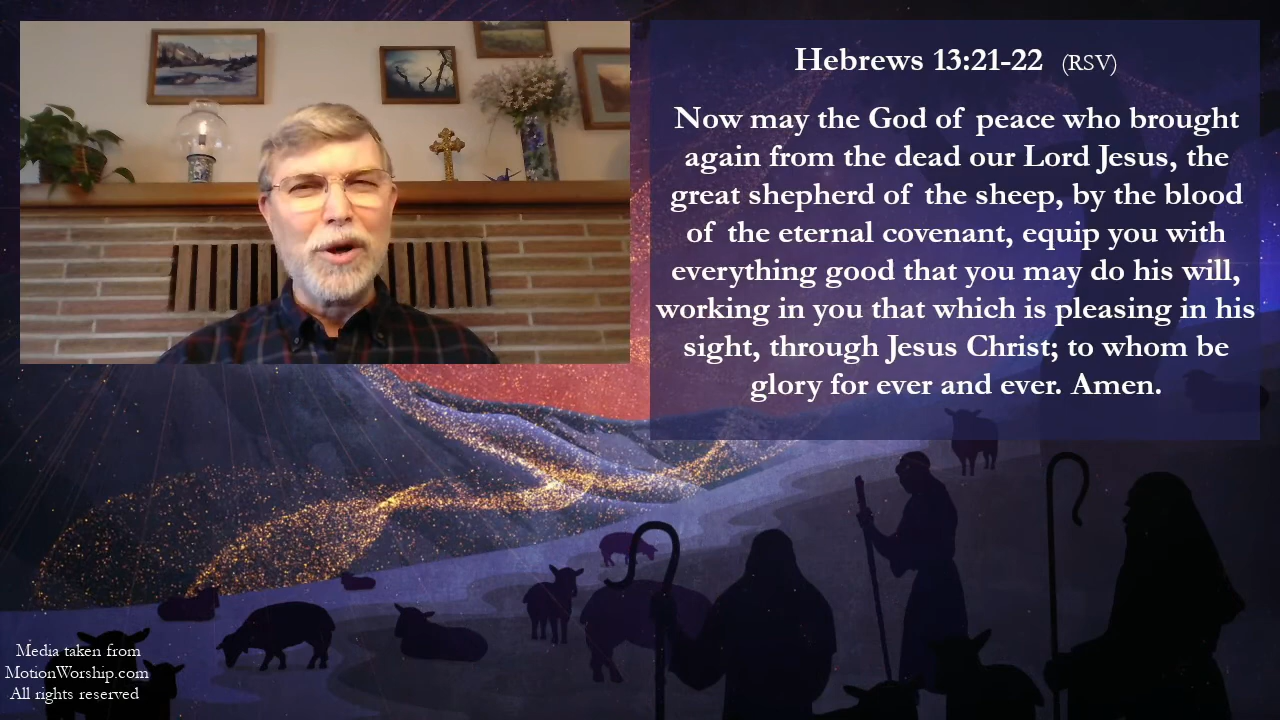 Hebrews 13:21-22 (RSV)
Now may the God of peace who brought
again from the dead our Lord Jesus, the
great shepherd of the sheep, by the blood
of the eternal covenant, equip you with
everything good that you may do his will,
working in you that which is pleasing in his
sight, through Jesus Christ; to whom be
glory for ever and ever. Amen.
Media taken from
MotionWorship.com
All rights reserved